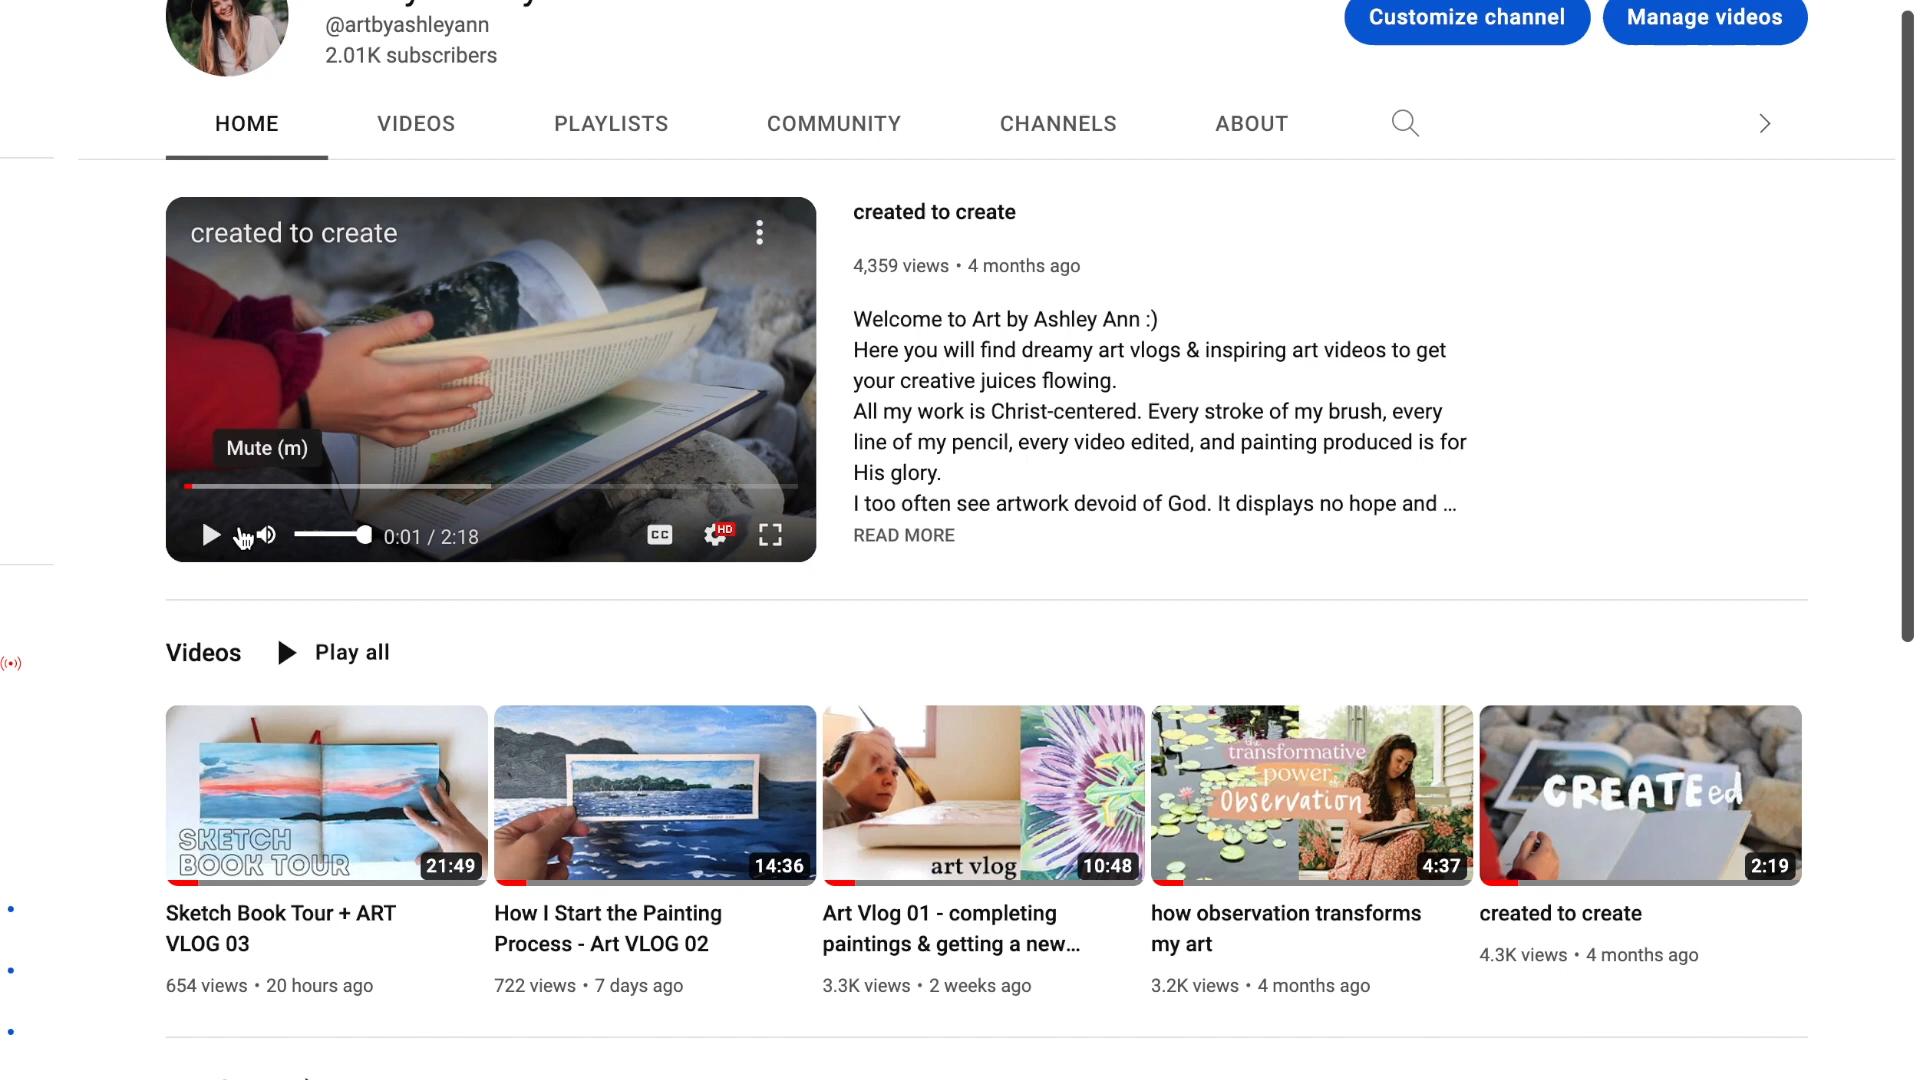 @artbyashleyann
2.01K subscribers
Customize channel
Manage videos
HOME
VIDEOS
PLAYLISTS
COMMUNITY
CHANNELS
ABOUT
created to create
Mute (m)
0:01 / 2:18
CC
HD
created to create
4,359 views • 4 months ago
Welcome to Art by Ashley Ann :)
Here you will find dreamy art vlogs & inspiring art videos to get
your creative juices flowing.
All my work is Christ-centered. Every stroke of my brush, every
line of my pencil, every video edited, and painting produced is for
His glory.
I too often see artwork devoid of God. It displays no hope and ...
READ MORE
Videos
Play all
SKETCH
BOOK TOUR
21:49
Sketch Book Tour + ART
VLOG 03
654 views • 20 hours ago
14:36
How I Start the Painting
Process - Art VLOG 02
722 views • 7 days ago
art vlog
10:48
Art Vlog 01 - completing
paintings & getting a new...
3.3K views • 2 weeks ago
the
transformative
power
Observation
4:37
how observation transforms
my art
3.2K views • 4 months ago
CREATEed
2:19
created to create
4.3K views • 4 months ago